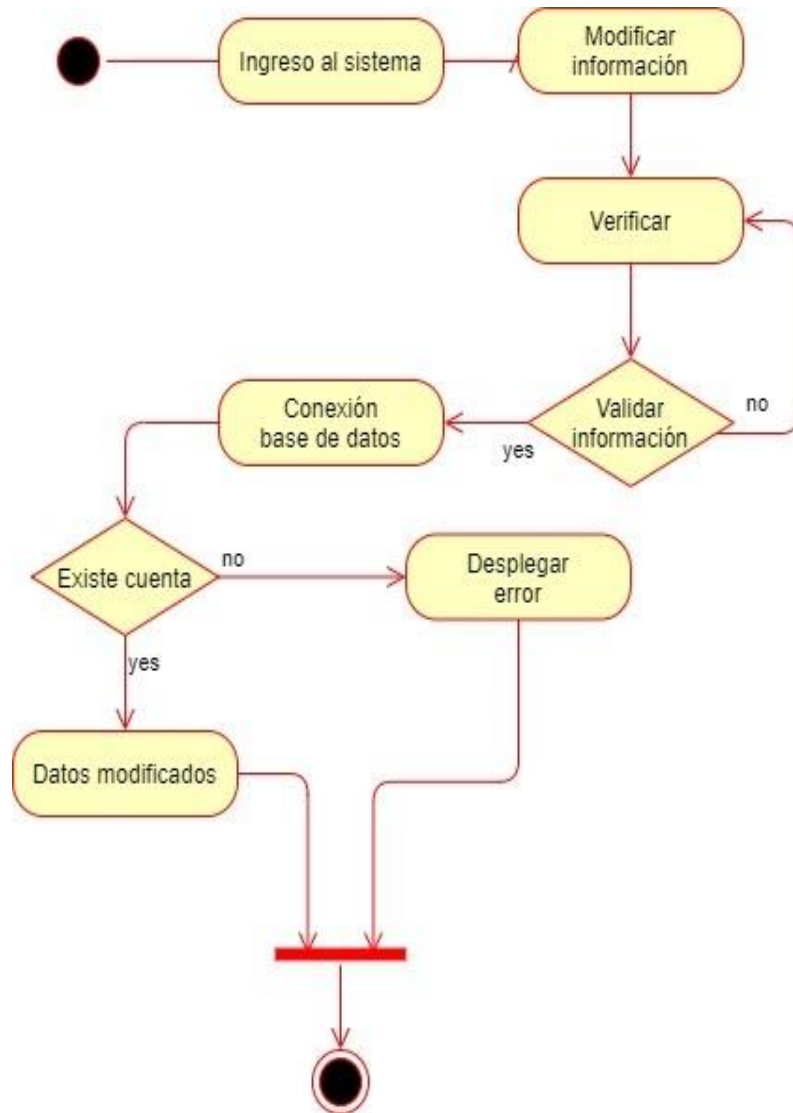 Ingreso al sistema
Modificar
información
Verificar
Validar
información
no
yes
Conexión
base de datos
Existe cuenta
no
Desplegar
error
yes
Datos modificados